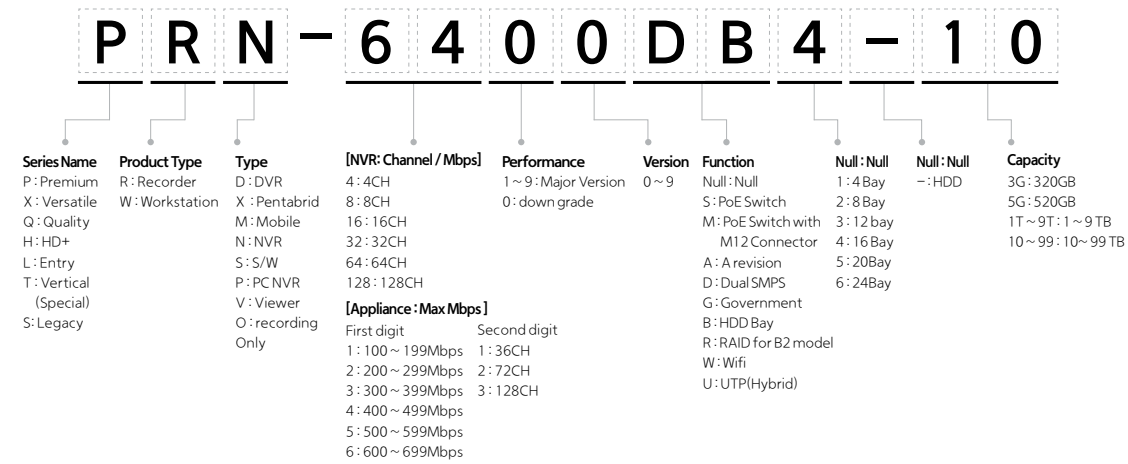 PRN-6400DB4-10
Series Name
P : Premium
X : Versatile
Q : Quality
H : HD+
L : Entry
T : Vertical
(Special)
S: Legacy
Product Type
R : Recorder
W : Workstation
Type
D : DVR
X : Pentabrid
M : Mobile
N : NVR
S : S/W
P : PC NVR
V : Viewer
O : recording
Only
[NVR: Channel / Mbps]
4 : 4CH
8 : 8CH
16 : 16CH
32 : 32CH
64 : 64CH
128 : 128CH
[Appliance : Max Mbps ]
First digit
1 : 100 ~ 199Mbps
2 : 200 ~ 299Mbps
3 : 300 ~ 399Mbps
4 : 400 ~ 499Mbps
5 : 500 ~ 599Mbps
6 : 600 ~ 699Mbps
Second digit
1 : 36CH
2 : 72CH
3 : 128CH
Performance
1 ~ 9 : Major Version
0 : down grade
Version
0 ~ 9
Function
Null : Null
S : PoE Switch
M : PoE Switch with
M12 Connector
A : A revision
D : Dual SMPS
G : Government
B : HDD Bay
R : RAID for B2 model
W : Wifi
U : UTP(Hybrid)
Null : Null
1 : 4 Bay
2 : 8 Bay
3 : 12 bay
4 : 16 Bay
5 : 20Bay
6 : 24Bay
Null : Null
– : HDD
Capacity
3G : 320GB
5G : 520GB
1T ~ 9T : 1 ~ 9 TB
10 ~ 99 : 10~ 99 TB